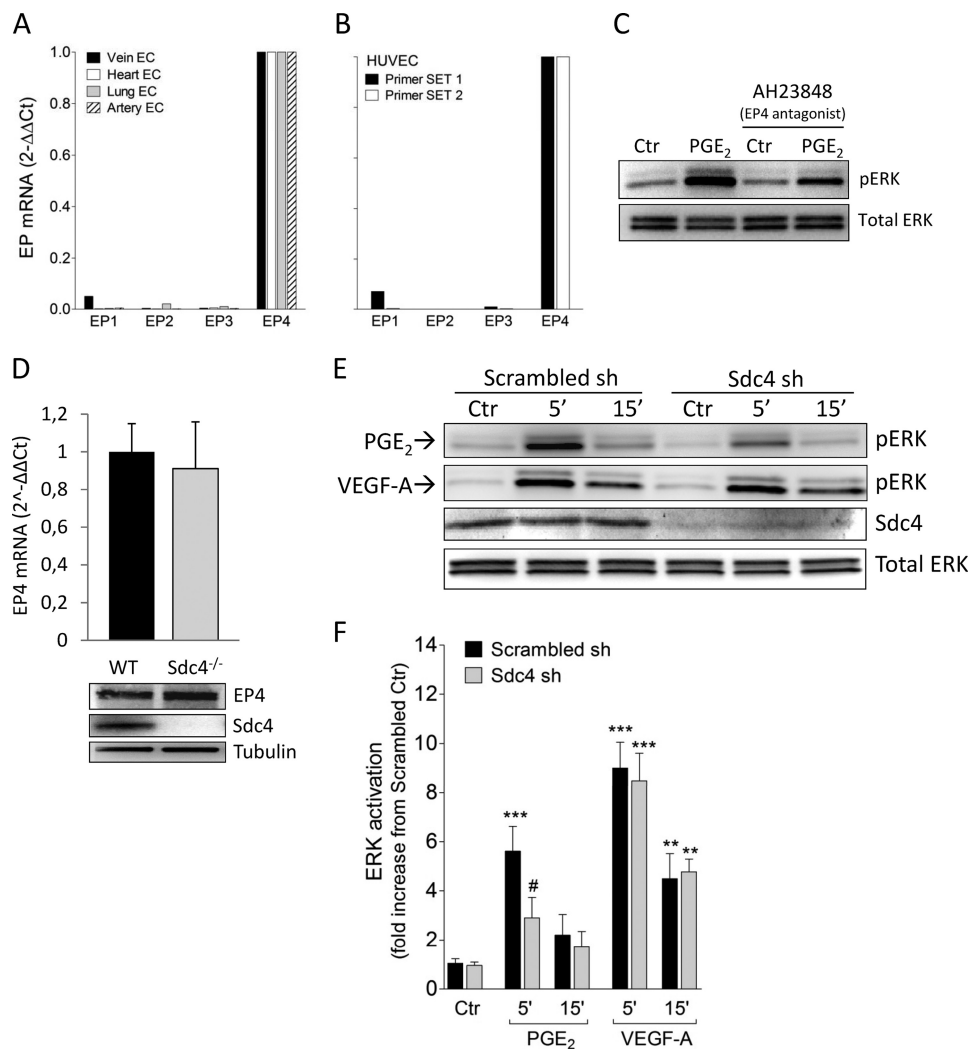 A
Vein EC
Heart EC
Lung EC
Artery EC
EP mRNA (2-ΔΔCt)
1.0
0.8
0.6
0.4
0.2
0.0
EP1 EP2 EP3 EP4
B
HUVEC
Primer SET 1
Primer SET 2
EP1 EP2 EP3 EP4
C
AH23848
(EP4 antagonist)
Ctr PGE₂ Ctr PGE₂
pERK
Total ERK
D
EP4 mRNA (2^-ΔΔCt)
1,2
1
0,8
0,6
0,4
0,2
0
WT Sdc4⁻/⁻
EP4
Sdc4
Tubulin
E
Scrambled sh Sdc4 sh
Ctr 5’ 15’ Ctr 5’ 15’
PGE₂→ pERK
VEGF-A→ pERK
Sdc4
Total ERK
F
Scrambled sh
Sdc4 sh
ERK activation
(fold increase from Scrambled Ctr)
14
12
10
8
6
4
2
0
*** # *** *** ** **
Ctr 5' 15' 5' 15'
PGE₂ VEGF-A